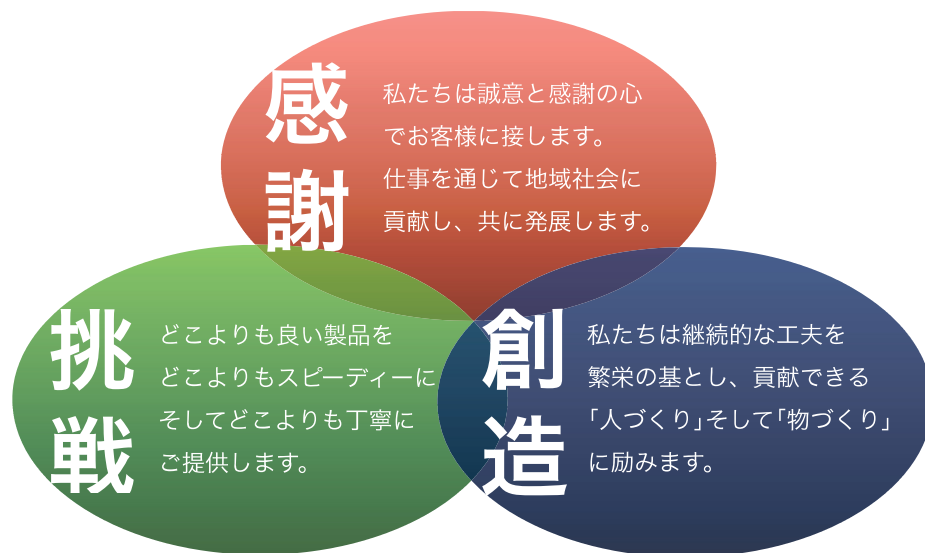 感謝
私たちは誠意と感謝の心
でお客様に接します。
仕事を通じて地域社会に
貢献し、共に発展します。
挑戦
どこよりも良い製品を
どこよりもスピーディーに
そしてどこよりも丁寧に
ご提供します。
創造
私たちは継続的な工夫を
繁栄の基とし、貢献できる
「人づくり」そして「物づくり」
に励みます。